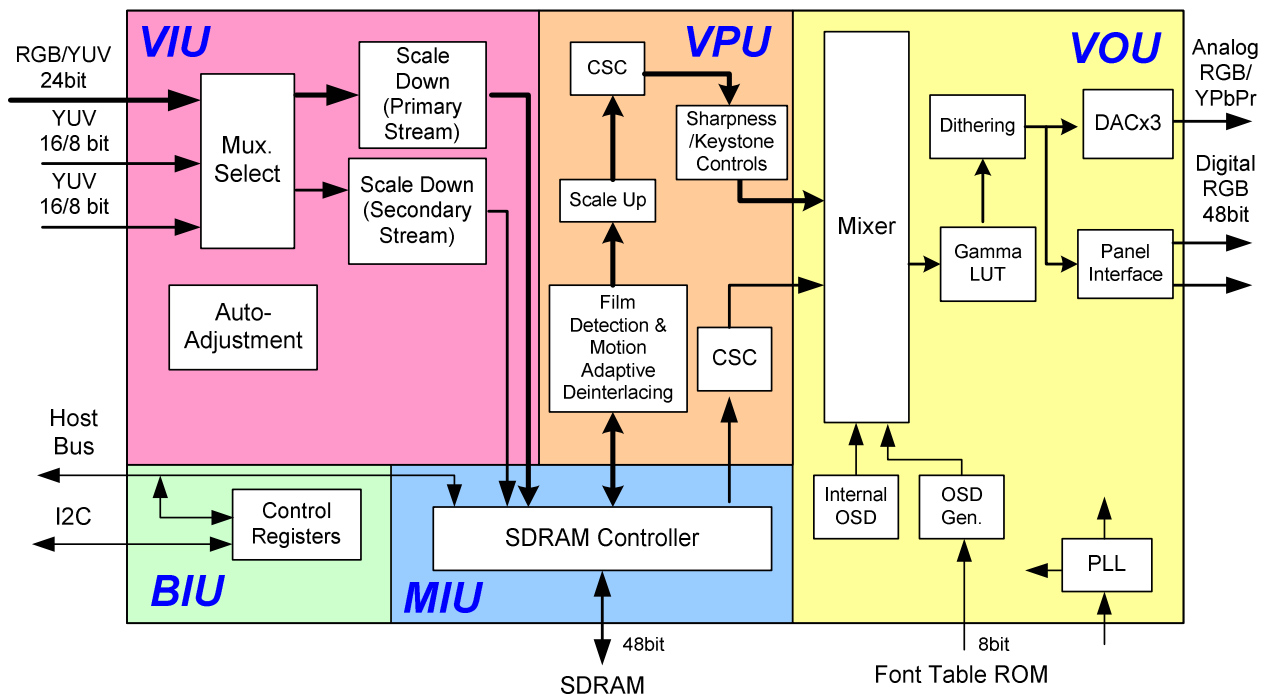 VIU
VPU
VOU
RGB/YUV
24bit
YUV
16/8 bit
YUV
16/8 bit
Mux.
Select
Scale
Down
(Primary
Stream)
Scale Down
(Secondary
Stream)
Auto-
Adjustment
CSC
Sharpness
/Keystone
Controls
Scale Up
Film
Detection &
Motion
Adaptive
Deinterlacing
CSC
Mixer
Dithering
DACx3
Gamma
LUT
Panel
Interface
Analog
RGB/
YPbPr
Digital
RGB
48bit
Internal
OSD
OSD
Gen.
PLL
Host
Bus
I2C
Control
Registers
BIU
SDRAM Controller
MIU
48bit
SDRAM
8bit
Font Table ROM